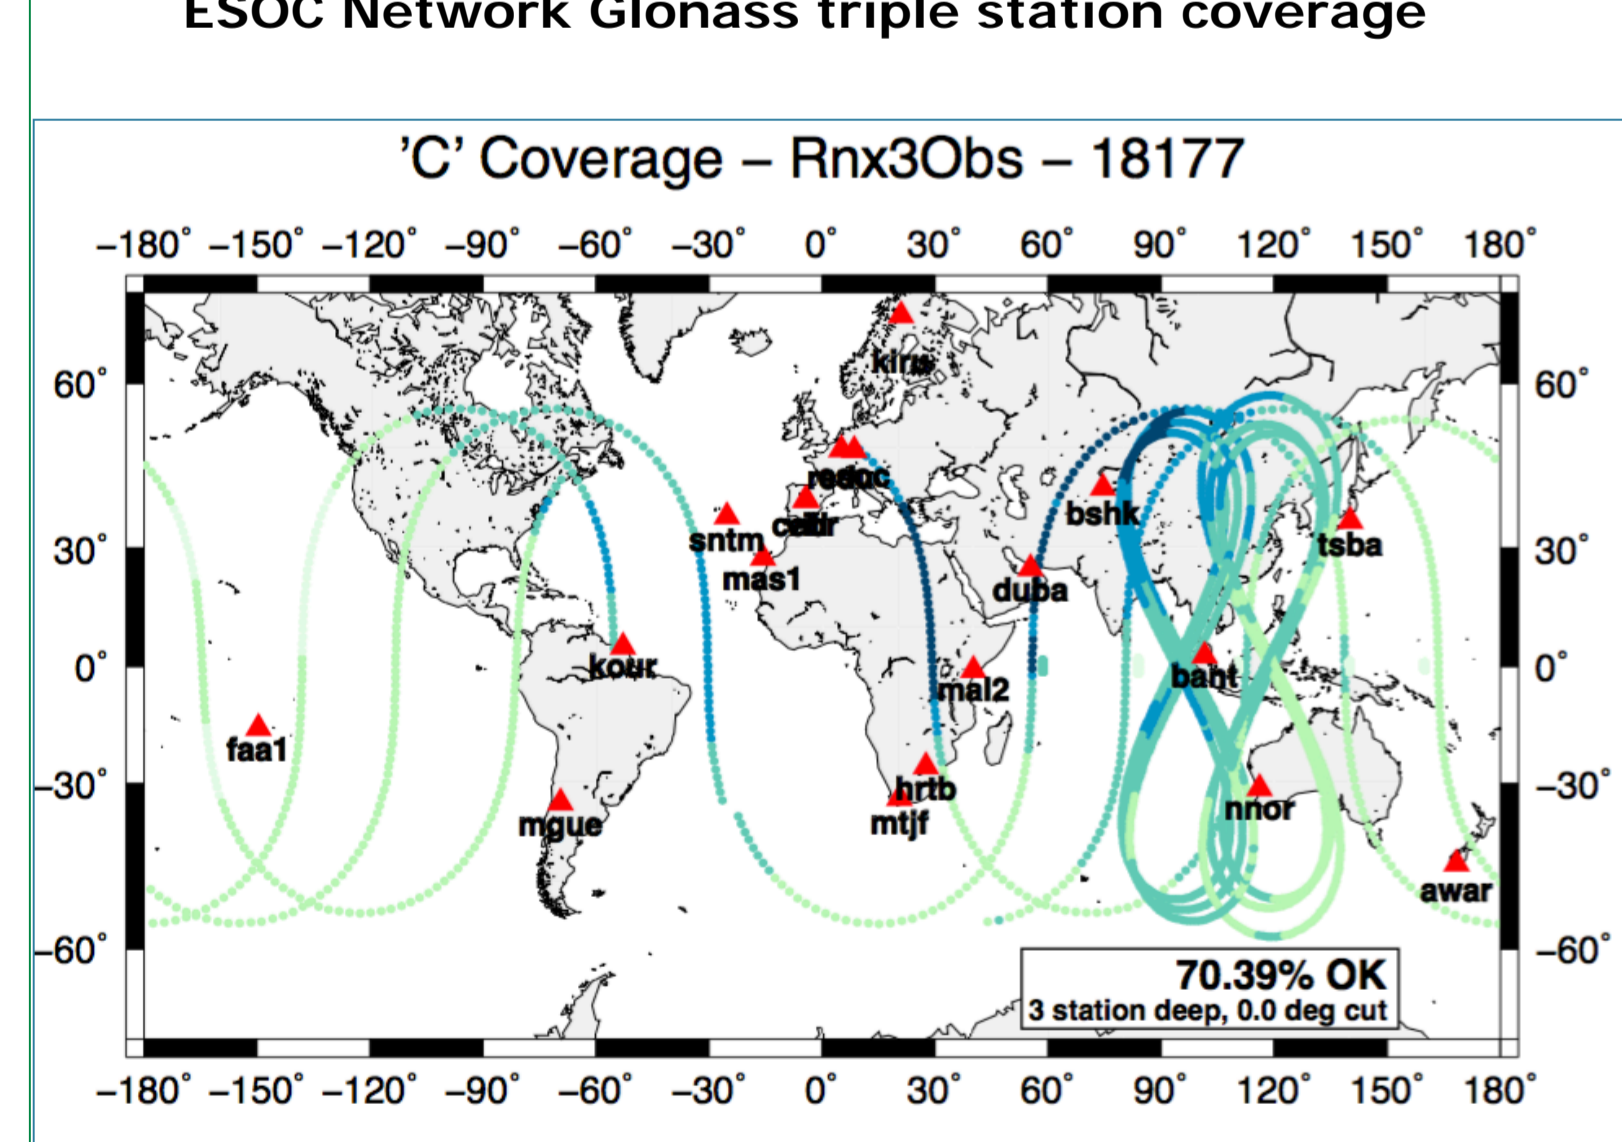 ESOC Network Glonass triple station coverage
'C' Coverage – Rnx3Obs – 18177
–180° –150° –120° –90° –60° –30° 0° 30° 60° 90° 120° 150° 180°
60° 60°
30° 30°
0° 0°
–30° –30°
–60° –60°
bshk
tsba
sntm
mas1
duba
kour
baht
mal2
faa1
hrtb
mgue
mtjf
nnor
awar
70.39% OK
3 station deep, 0.0 deg cut
–180° –150° –120° –90° –60° –30° 0° 30° 60° 90° 120° 150° 180°